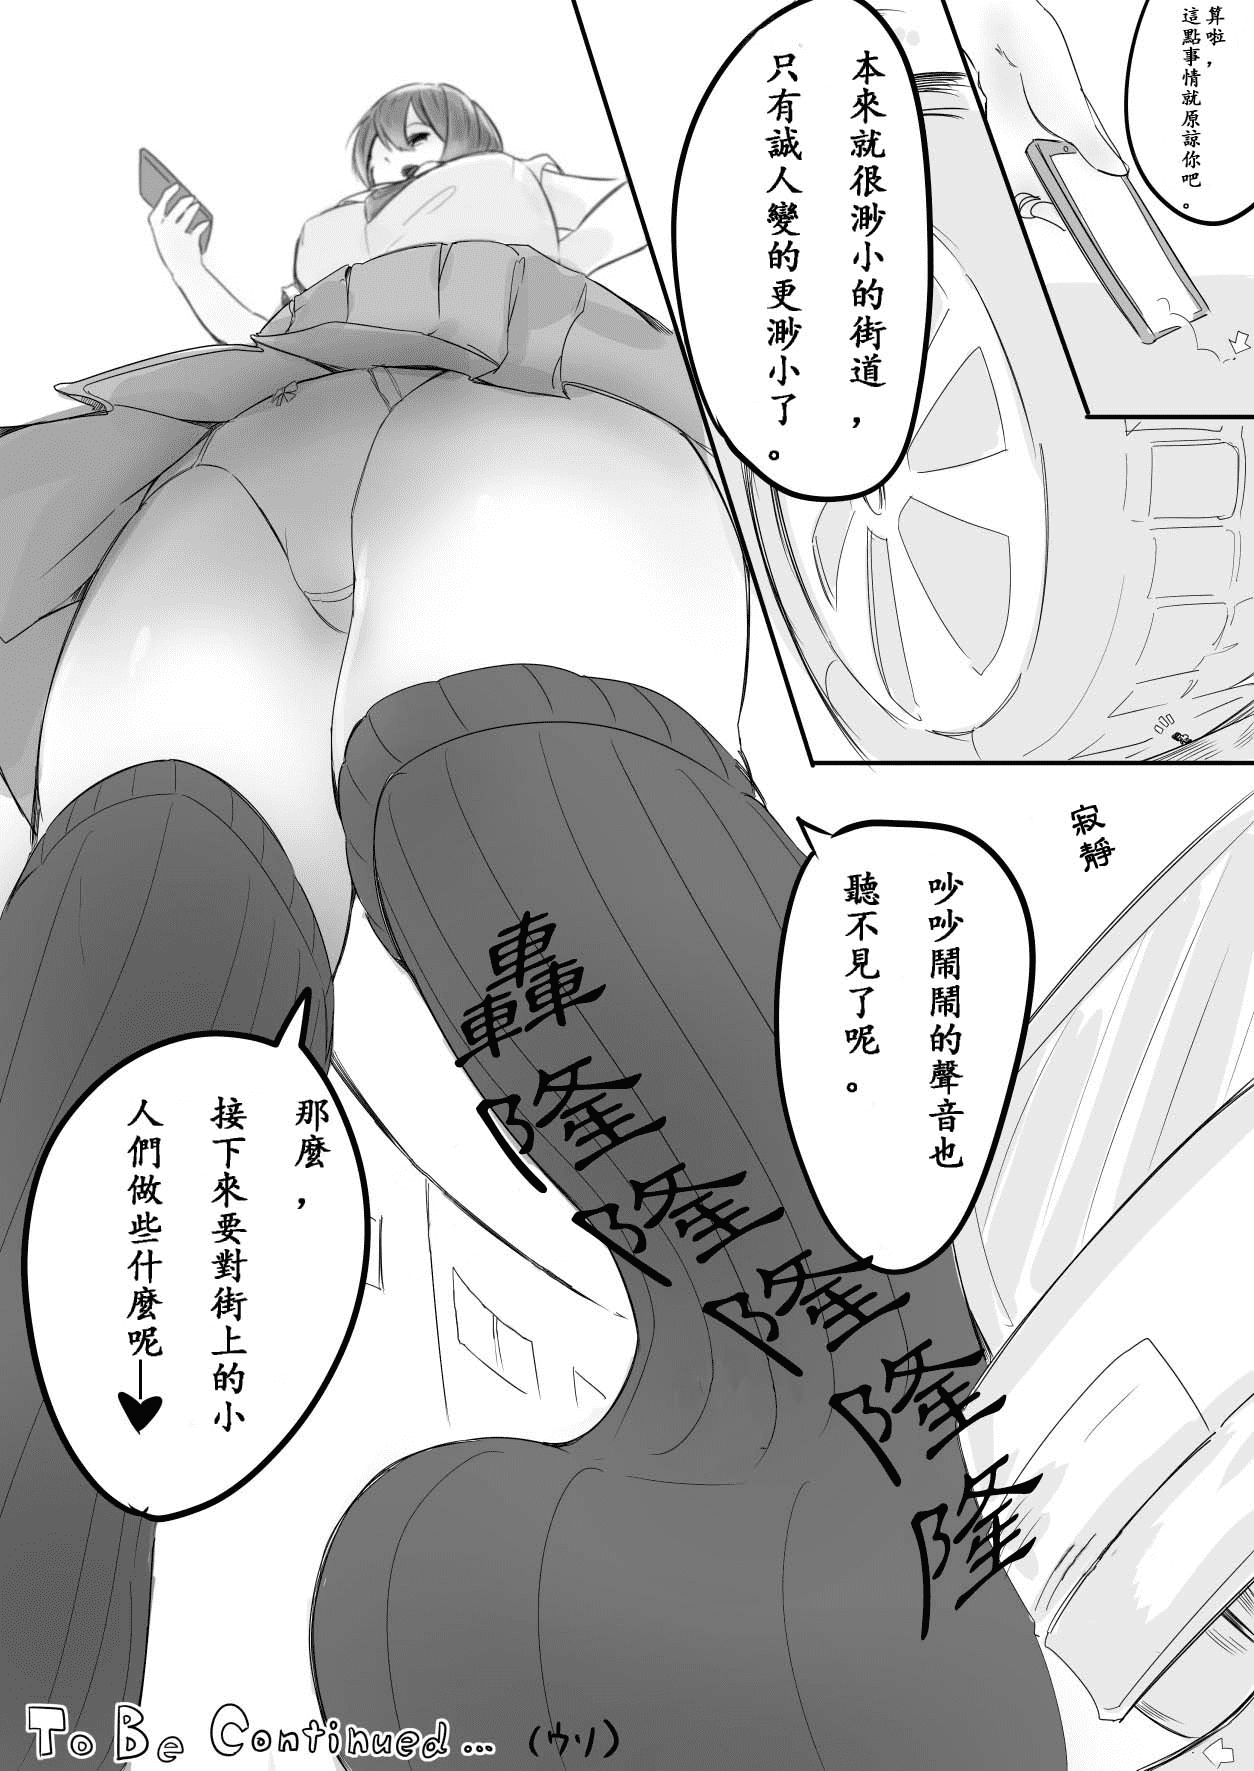 算啦，
這點事情就原諒你吧。
本來就很渺小的街道，
只有誠人變的更渺小了。
寂靜
吵吵鬧鬧的聲音也
聽不見了呢。
轟隆隆隆隆隆
那麼，
接下來要對街上的小
人們做些什麼呢—♥
To Be Continued... (ウソ)